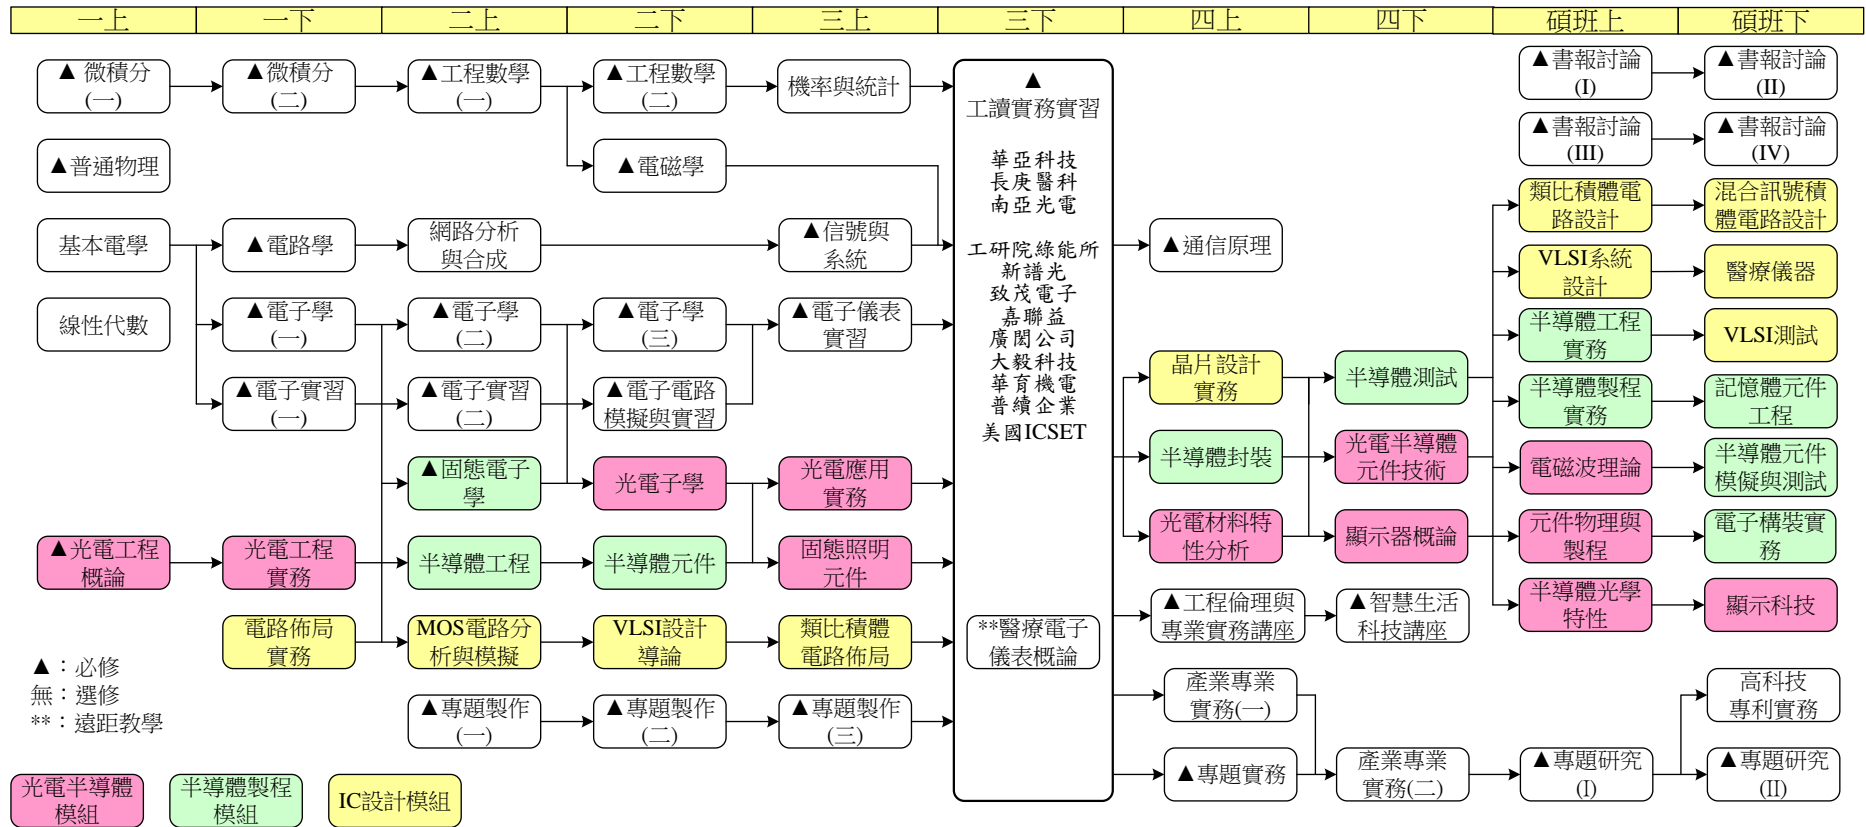 一上
一下
二上
二下
三上
三下
四上
四下
碩班上
碩班下
▲微積分
(一)
▲普通物理
基本電學
線性代數
▲光電工程
概論
▲微積分
(二)
▲電路學
▲電子學
(一)
▲電子實習
(一)
光電工程
實務
電路佈局
實務
▲工程數學
(一)
網路分析
與合成
▲電子學
(二)
▲電子實習
(二)
▲固態電子
學
半導體工程
MOS電路分
析與模擬
▲專題製作
(一)
▲工程數學
(二)
▲電磁學
▲電子學
(三)
▲電子電路
模擬與實習
光電子學
半導體元件
VLSI設計
導論
▲專題製作
(二)
機率與統計
▲信號與
系統
▲電子儀表
實習
光電應用
實務
固態照明
元件
類比積體
電路佈局
▲專題製作
(三)
▲
工讀實務實習
華亞科技
長庚醫科
南亞光電
工研院綠能所
新譜光
致茂電子
嘉聯益
廣閎公司
大毅科技
華育機電
普續企業
美國ICSET
**醫療電子
儀表概論
▲通信原理
晶片設計
實務
半導體封裝
光電材料特
性分析
▲工程倫理與
專業實務講座
產業專業
實務(一)
▲專題實務
半導體測試
光電半導體
元件技術
顯示器概論
▲智慧生活
科技講座
產業專業
實務(二)
▲書報討論
(I)
▲書報討論
(III)
類比積體電
路設計
VLSI系統
設計
半導體工程
實務
半導體製程
實務
電磁波理論
元件物理與
製程
半導體光學
特性
▲專題研究
(I)
▲書報討論
(II)
▲書報討論
(IV)
混合訊號積
體電路設計
醫療儀器
VLSI測試
記憶體元件
工程
半導體元件
模儗與測試
電子構裝實
務
顯示科技
高科技
專利實務
▲專題研究
(II)
▲：必修
無：選修
**：遠距教學
光電半導體
模組
半導體製程
模組
IC設計模組